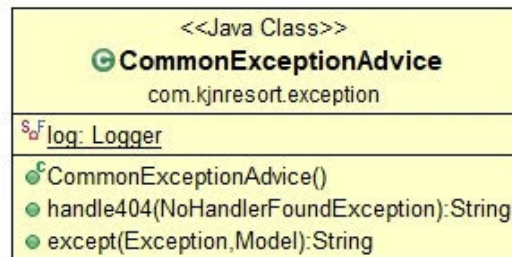 <<Java Class>>
CommonExceptionAdvice
com.kjnresort.exception
log: Logger
CommonExceptionAdvice()
handle404(NoHandlerFoundException):String
except(Exception,Model):String